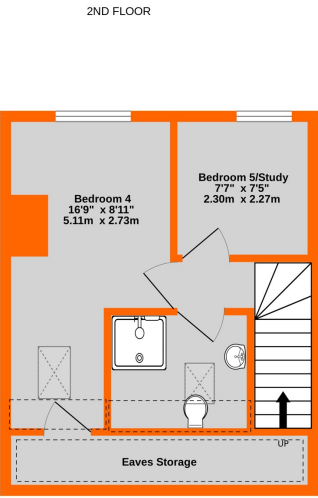 2ND FLOOR
Bedroom 5/Study
7'7" x 7'5"
2.30m x 2.27m
Bedroom 4
16'9" x 8'11"
5.11m x 2.73m
UP
Eaves Storage